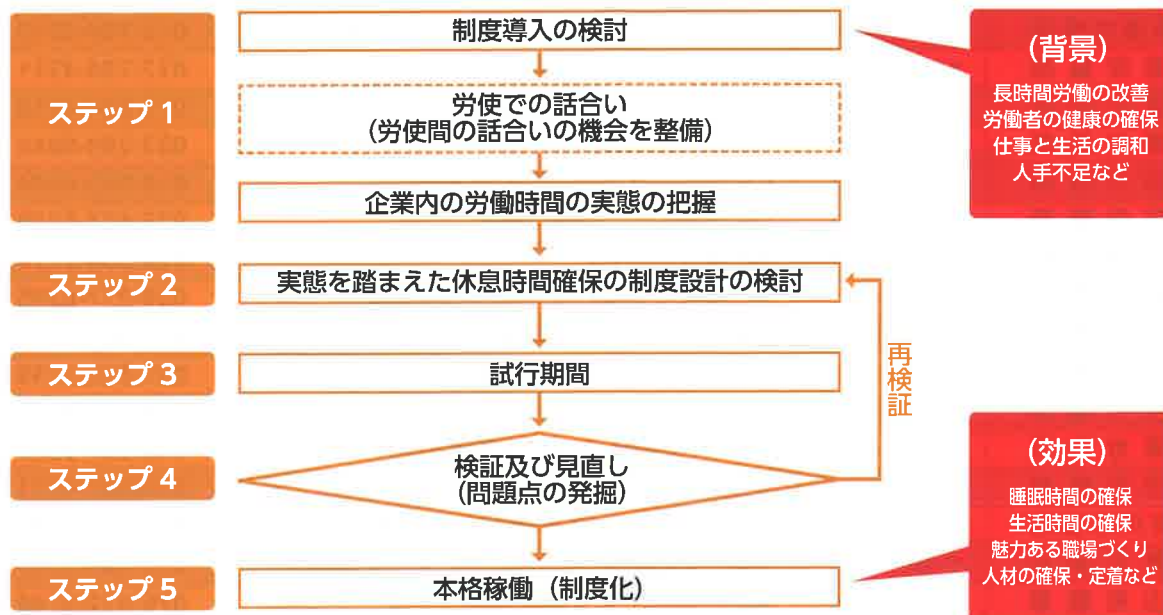 ステップ 1
制度導入の検討
労使での話合い
（労使間の話合いの機会を整備）
企業内の労働時間の実態の把握
（背景）
長時間労働の改善
労働者の健康の確保
仕事と生活の調和
人手不足など
ステップ 2
実態を踏まえた休息時間確保の制度設計の検討
ステップ 3
試行期間
再検証
ステップ 4
検証及び見直し
（問題点の発掘）
ステップ 5
本格稼働（制度化）
（効果）
睡眠時間の確保
生活時間の確保
魅力ある職場づくり
人材の確保・定着など